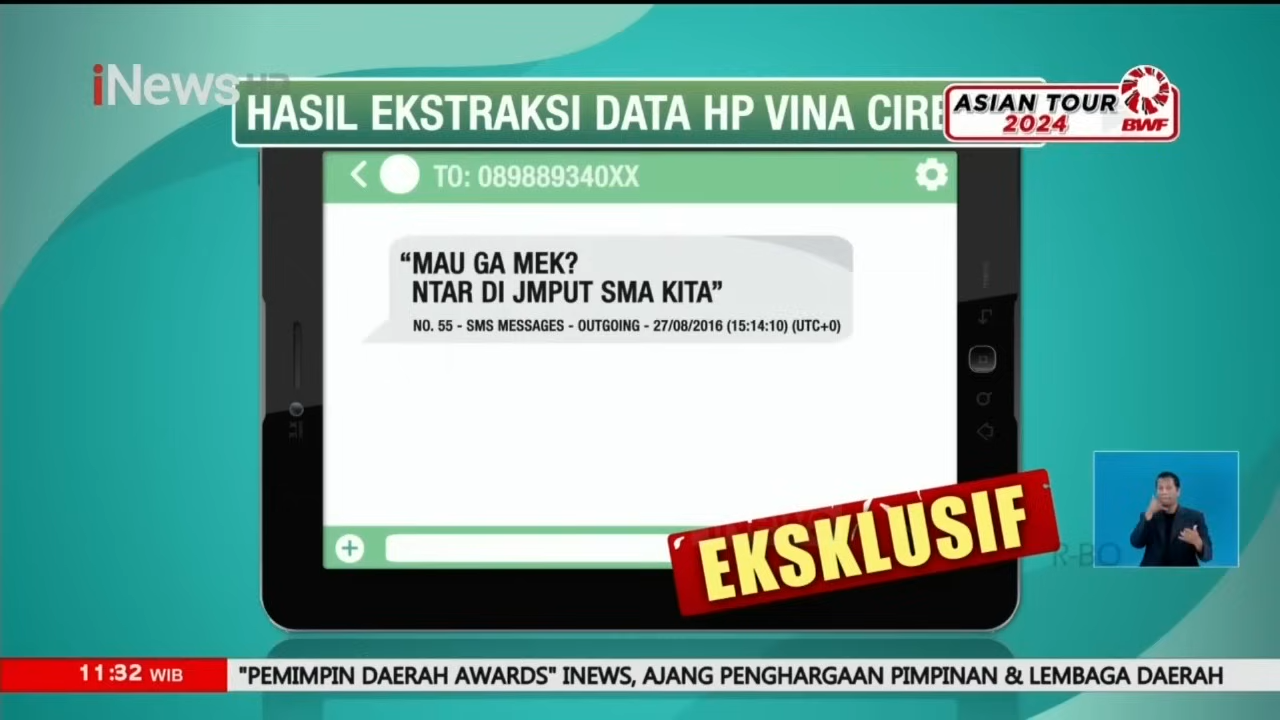 iNews
HASIL EKSTRAKSI DATA HP VINA CIRE
ASIAN TOUR
2024
BWF
TO: 089889340XX
“MAU GA MEK?
NTAR DI JMPUT SMA KITA”
NO. 55 - SMS MESSAGES - OUTGOING - 27/08/2016 (15:14:10) (UTC+0)
EKSKLUSIF
R-BO
11:32 WIB
"PEMIMPIN DAERAH AWARDS" INEWS, AJANG PENGHARGAAN PIMPINAN & LEMBAGA DAERAH